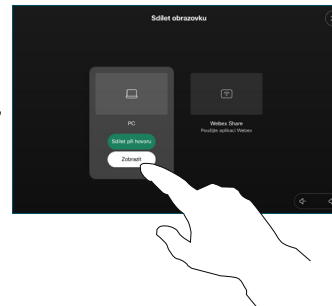 Sdílet obrazovku
PC
Sdílet při hovoru
Zobrazit
Webex Share
Použijte aplikaci Webex